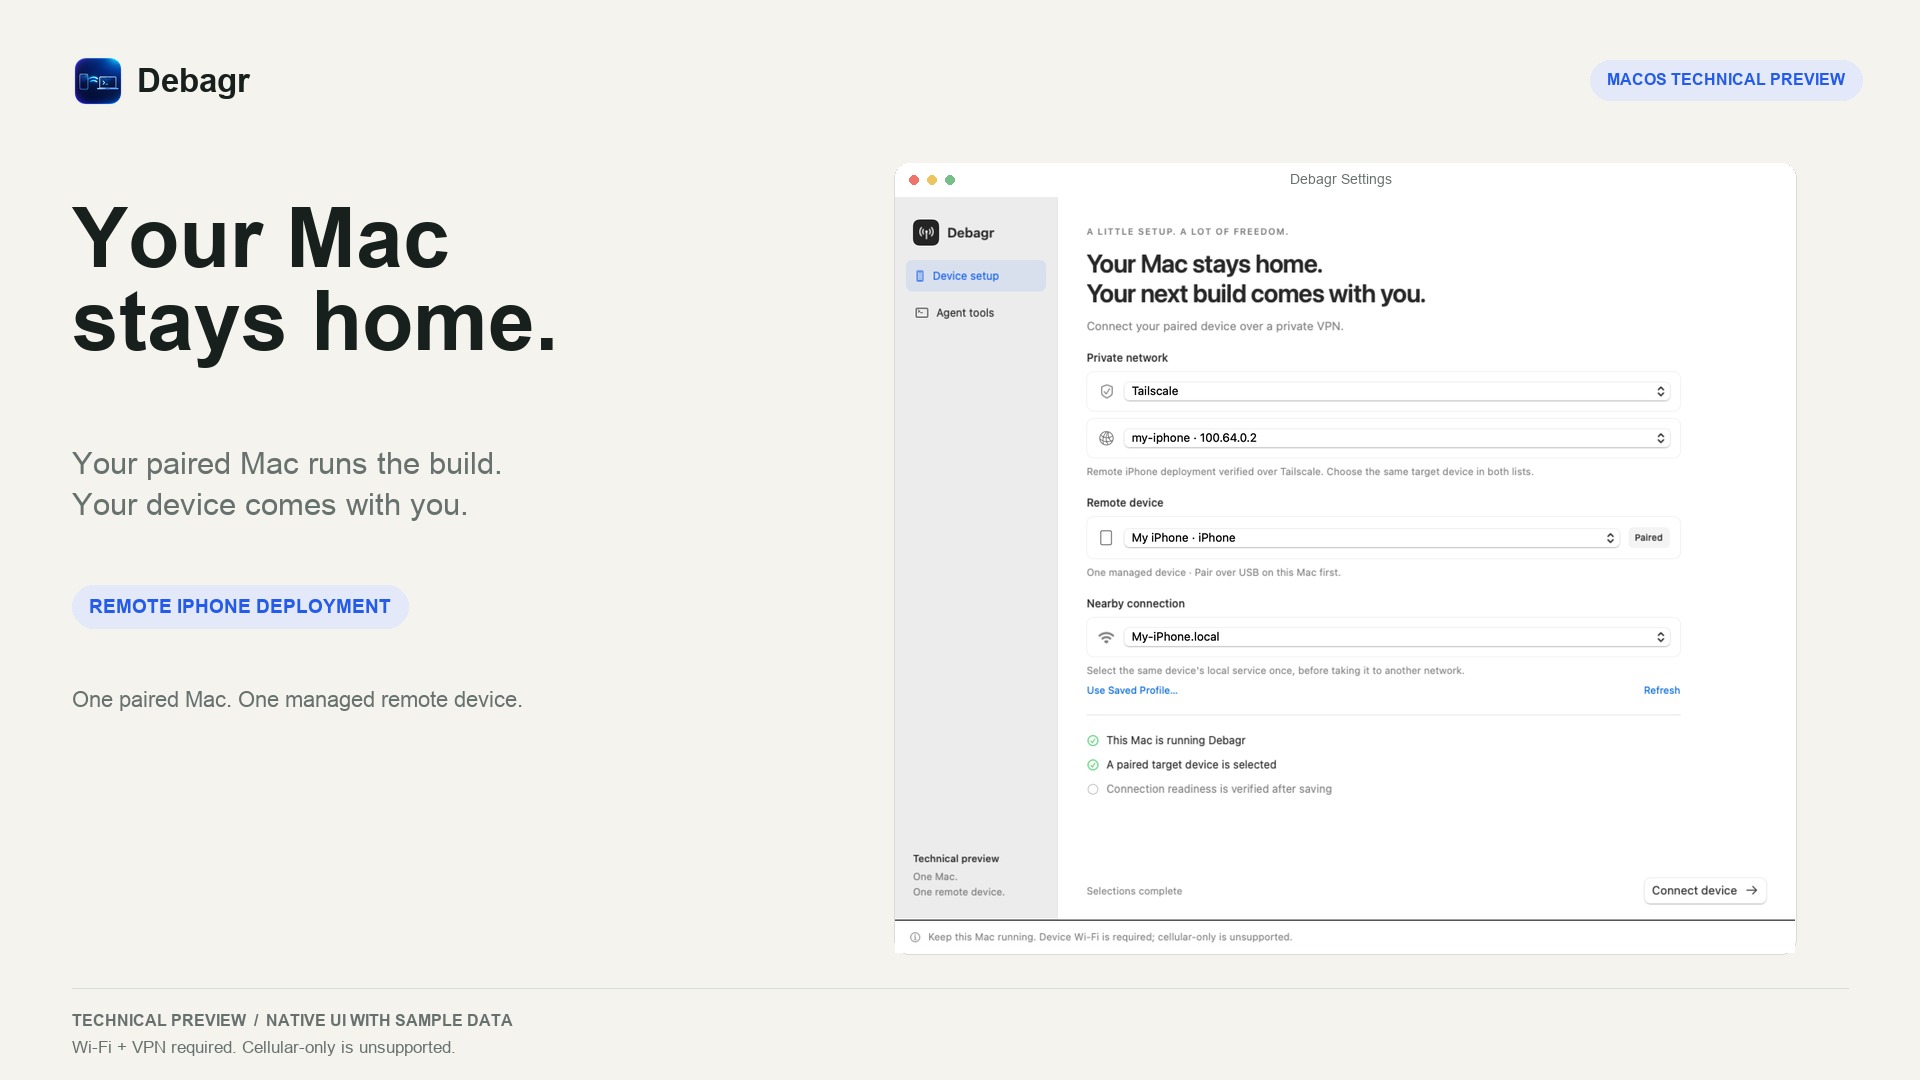 Debagr
MACOS TECHNICAL PREVIEW
Your Mac
stays home.
Your paired Mac runs the build.
Your device comes with you.
REMOTE IPHONE DEPLOYMENT
One paired Mac. One managed remote device.
Debagr Settings
Debagr
Device setup
Agent tools
Technical preview
One Mac.
One remote device.
A LITTLE SETUP. A LOT OF FREEDOM.
Your Mac stays home.
Your next build comes with you.
Connect your paired device over a private VPN.
Private network
Tailscale
my-iphone · 100.64.0.2
Remote iPhone deployment verified over Tailscale. Choose the same target device in both lists.
Remote device
My iPhone · iPhone Paired
One managed device · Pair over USB on this Mac first.
Nearby connection
My-iPhone.local
Select the same device's local service once, before taking it to another network.
Use Saved Profile... Refresh
This Mac is running Debagr
A paired target device is selected
Connection readiness is verified after saving
Selections complete Connect device
Keep this Mac running. Device Wi-Fi is required; cellular-only is unsupported.
TECHNICAL PREVIEW / NATIVE UI WITH SAMPLE DATA
Wi-Fi + VPN required. Cellular-only is unsupported.